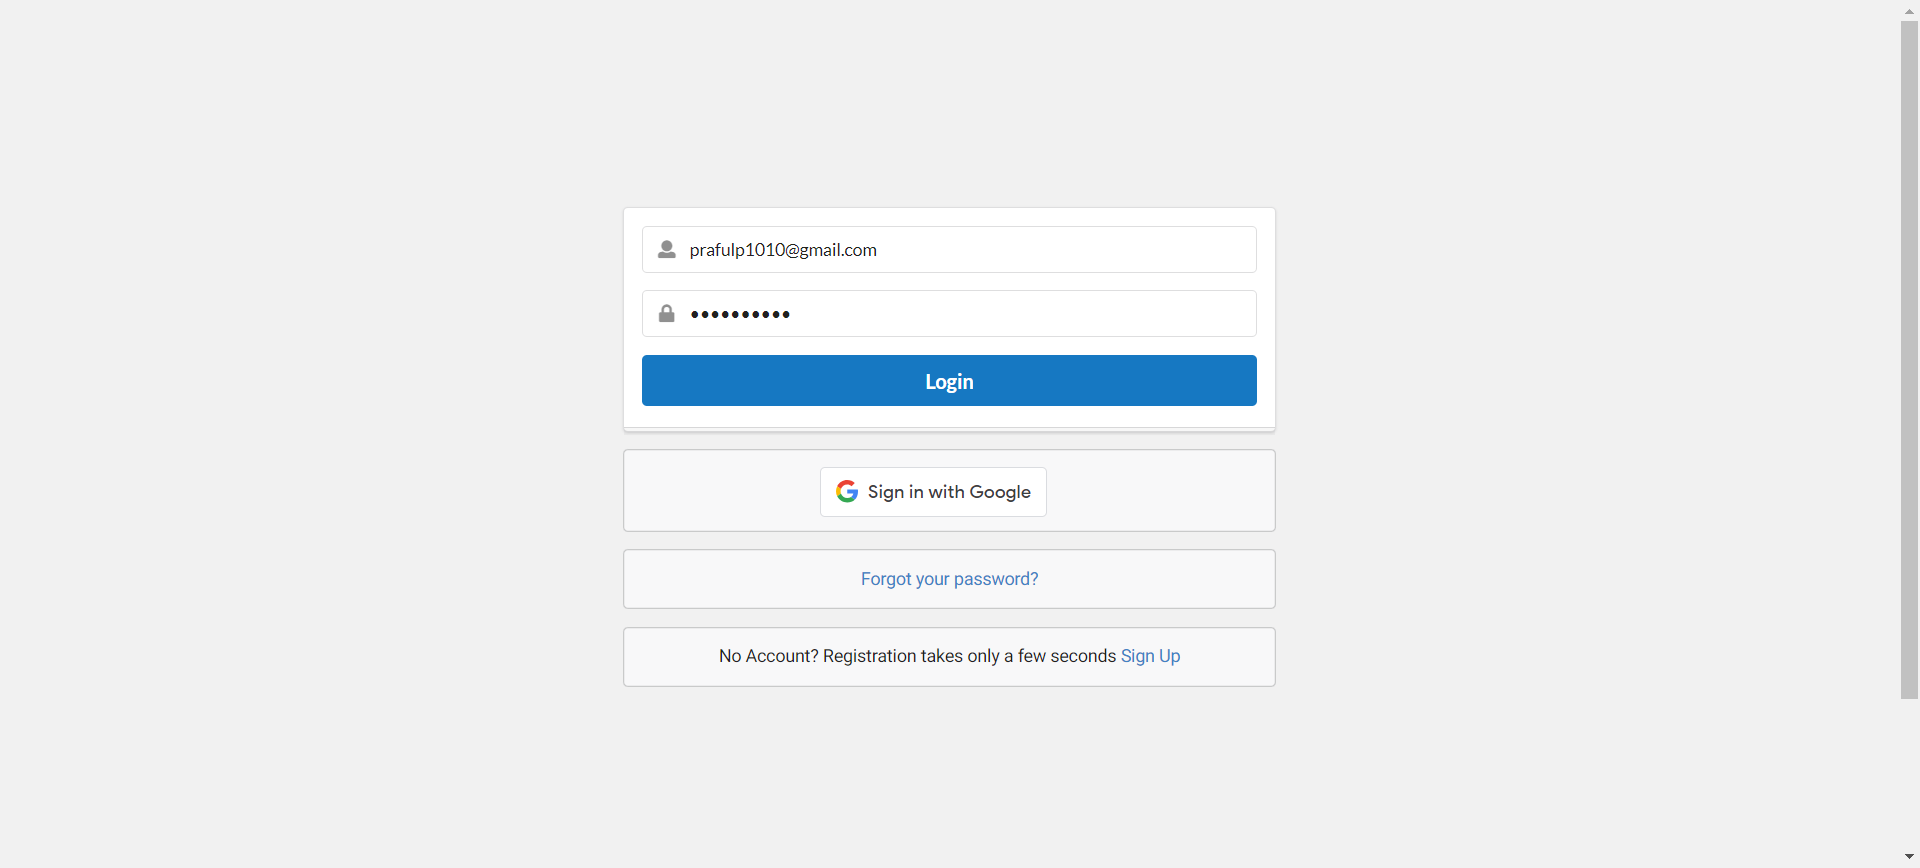 prafulp1010@gmail.com
••••••••••
Login
Sign in with Google
Forgot your password?
No Account? Registration takes only a few seconds Sign Up